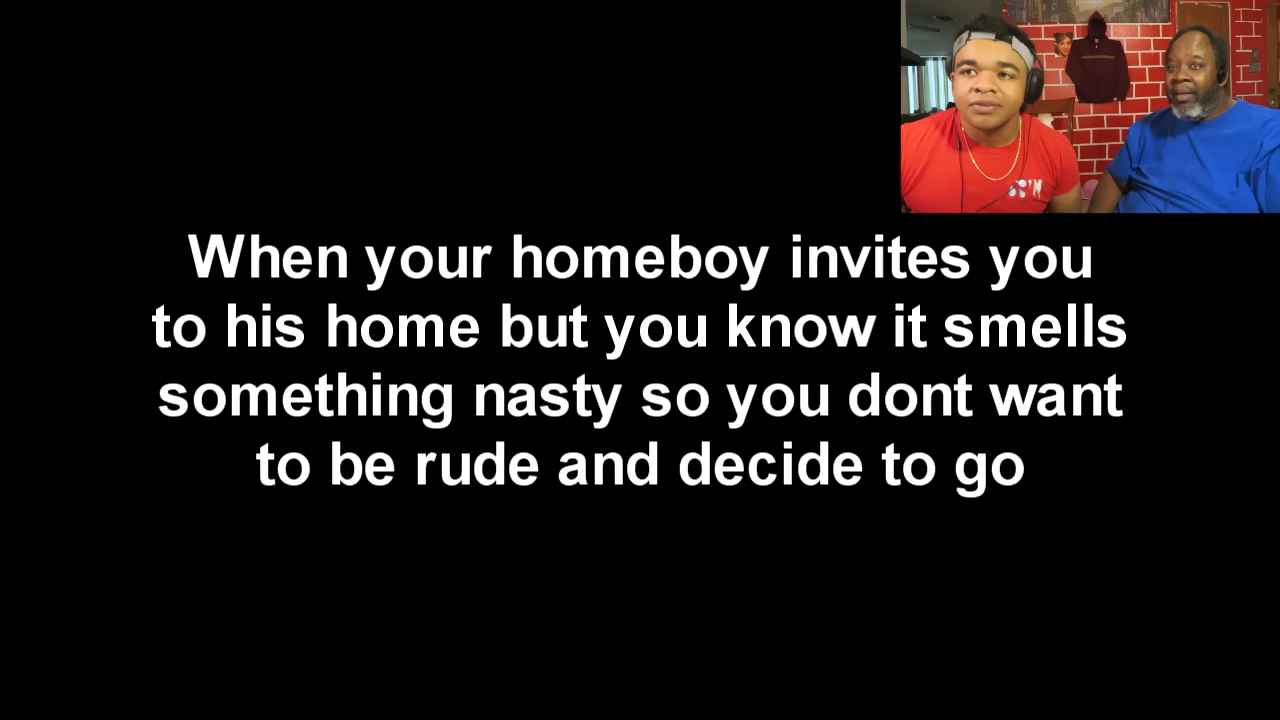 When your homeboy invites you
to his home but you know it smells
something nasty so you dont want
to be rude and decide to go